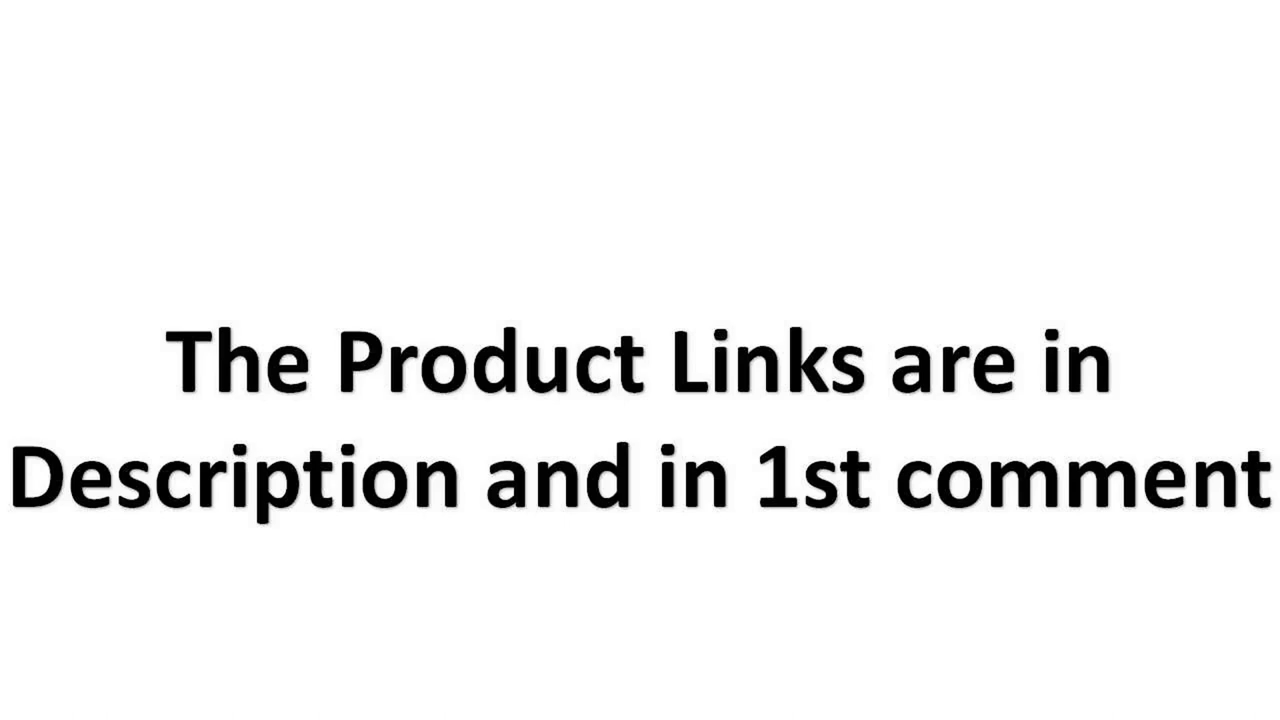 The Product Links are in
Description and in 1st comment